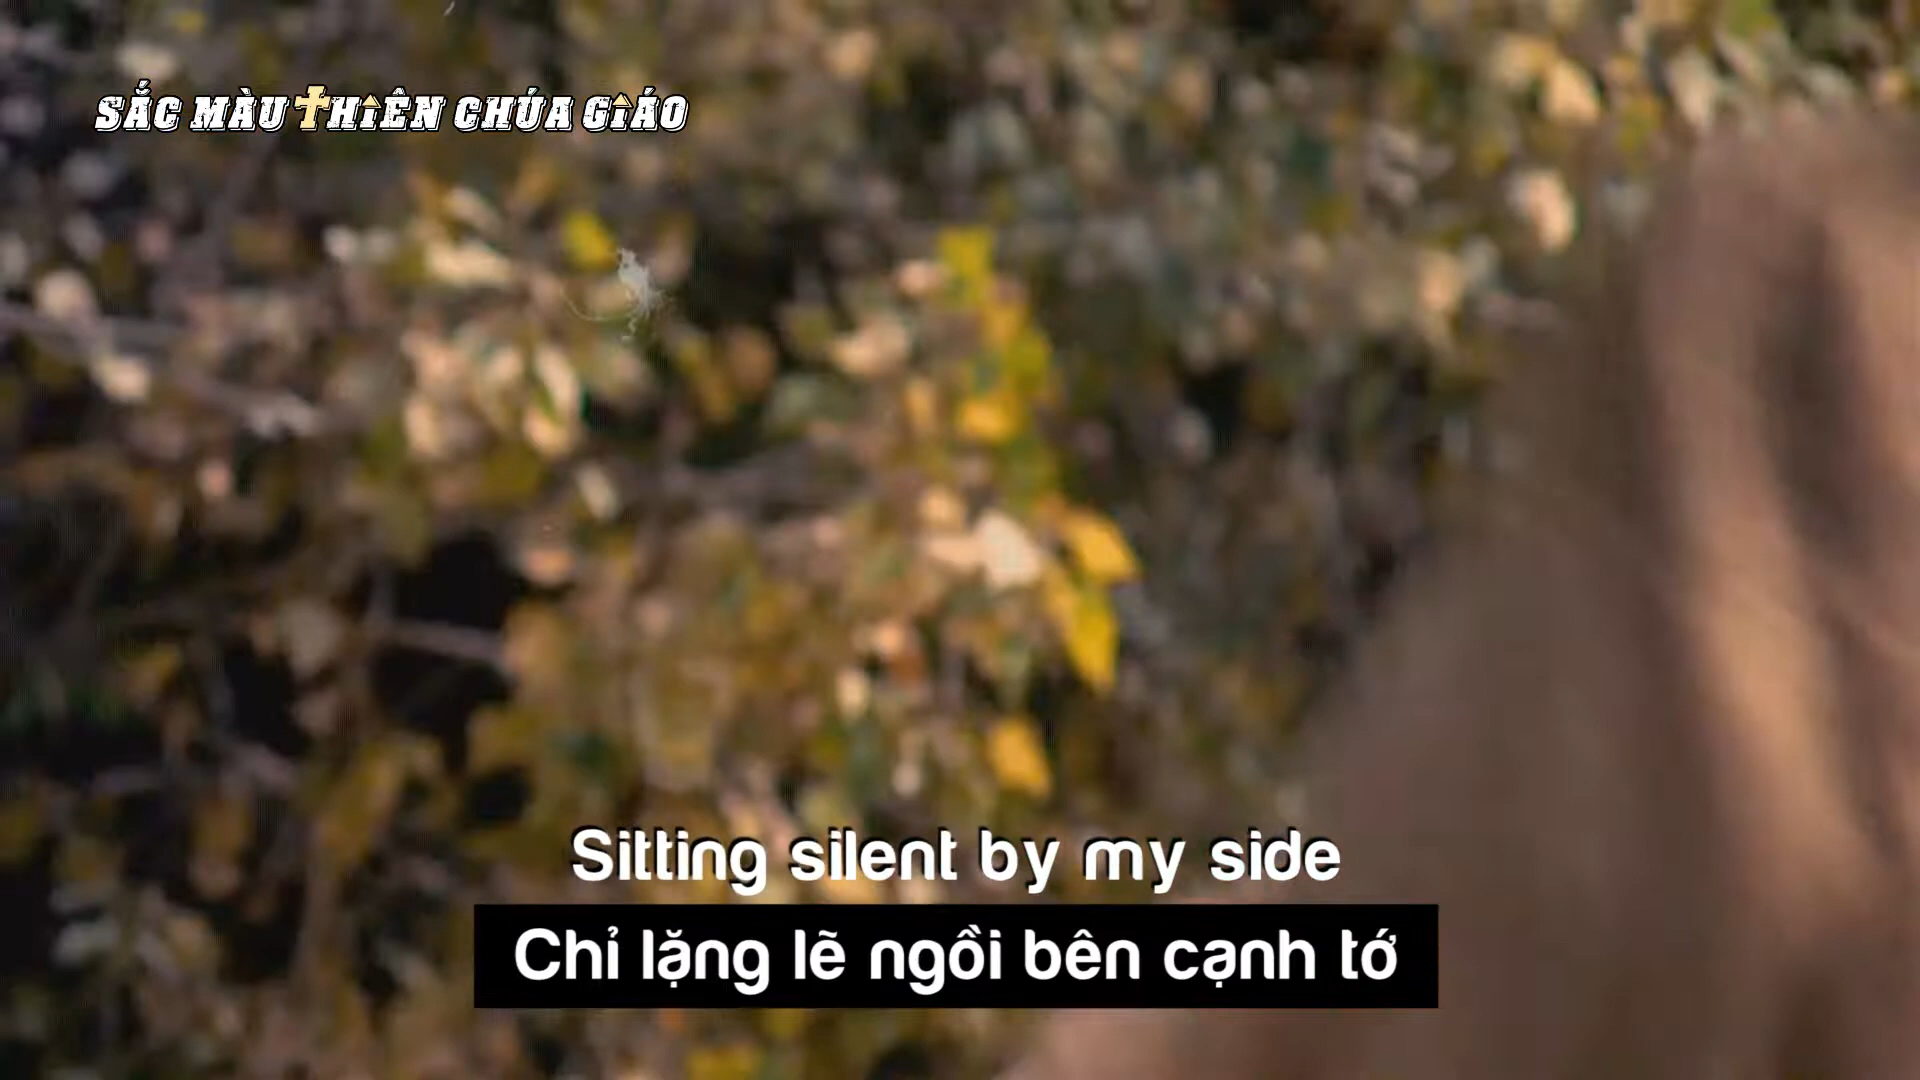 SẮC MÀU THIÊN CHÚA GIÁO
Sitting silent by my side
Chỉ lặng lẽ ngồi bên cạnh tớ